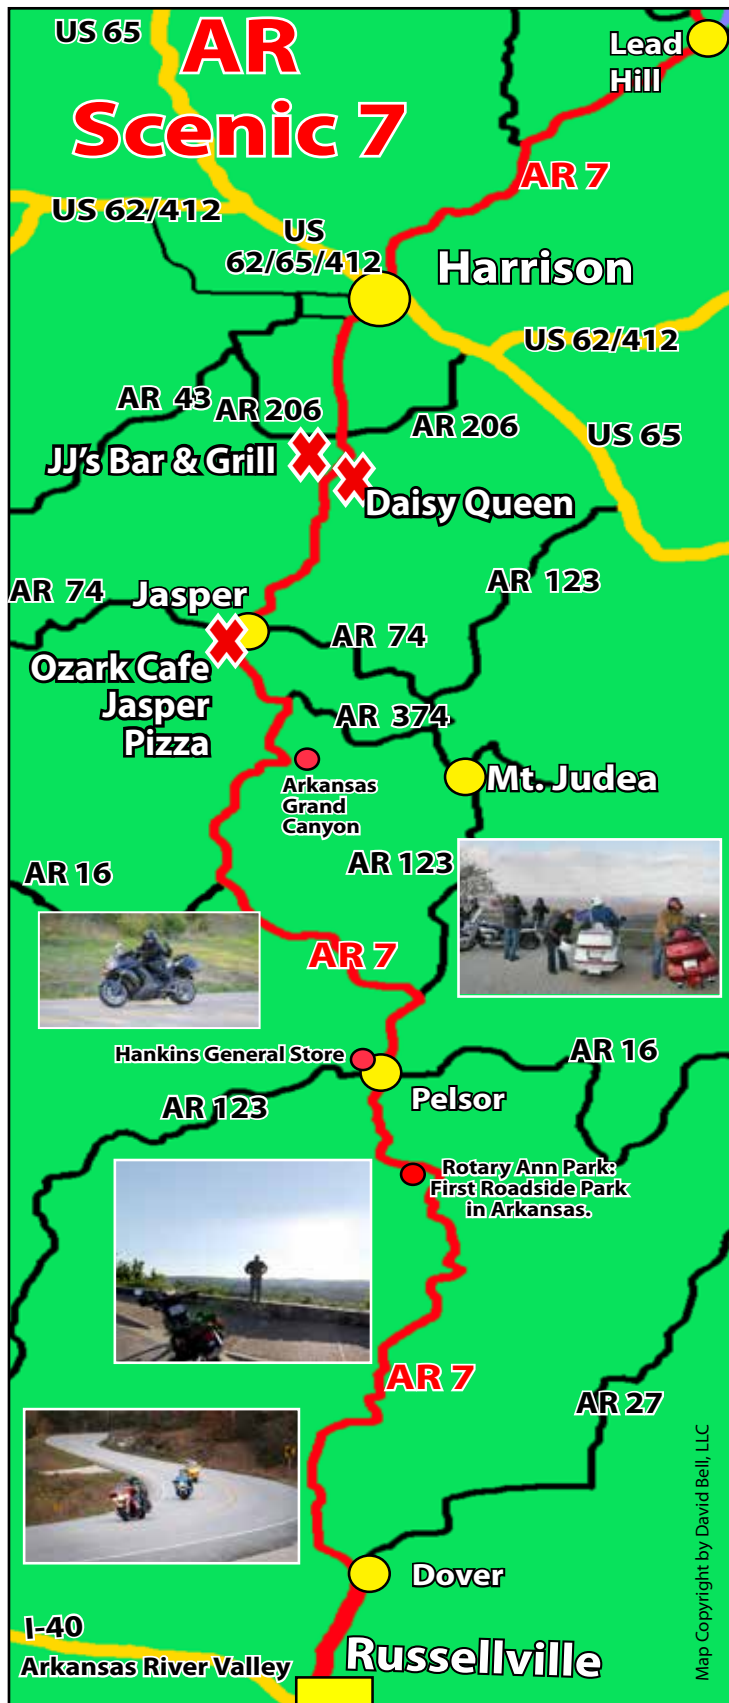 US 65
AR
Scenic 7
Lead
Hill
AR 7
US 62/412
US
62/65/412
Harrison
US 62/412
AR 43
AR 206
AR 206
US 65
JJ's Bar & Grill
Daisy Queen
AR 123
AR 74
Jasper
AR 74
Ozark Cafe
Jasper
Pizza
AR 374
Arkansas
Grand
Canyon
Mt. Judea
AR 16
AR 123
AR 7
Hankins General Store
AR 16
Pelsor
AR 123
Rotary Ann Park:
First Roadside Park
in Arkansas.
AR 7
AR 27
Map Copyright by David Bell, LLC
Dover
I-40
Arkansas River Valley
Russellville